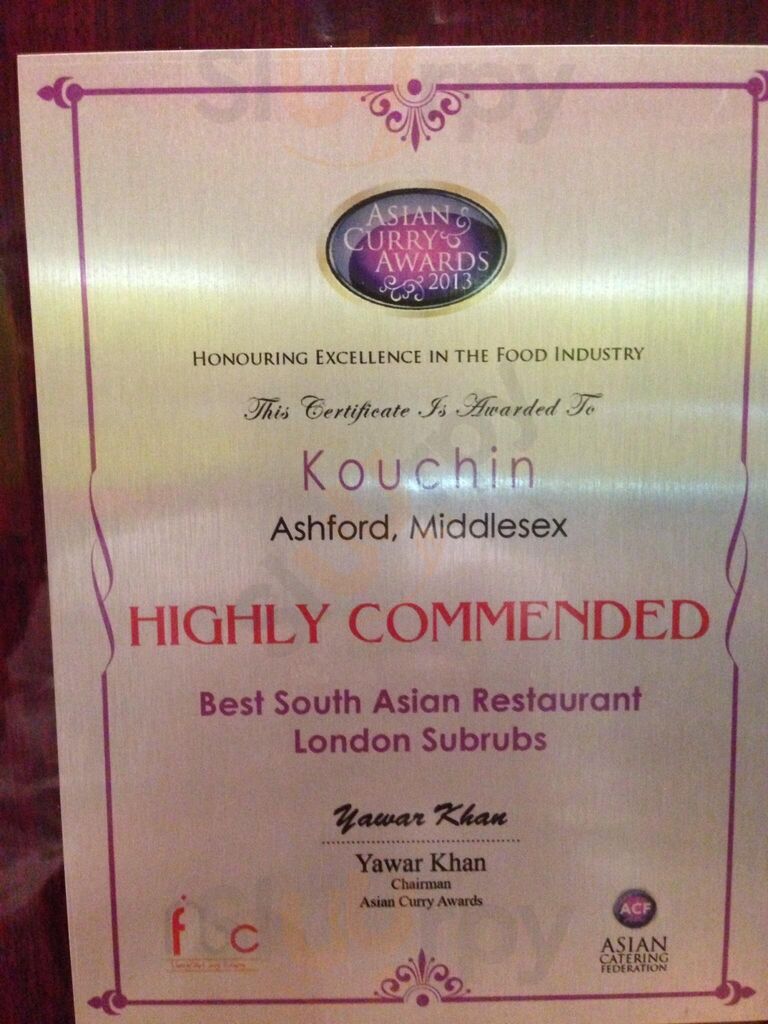 ASIAN
CURRY
AWARDS
2013
HONOURING EXCELLENCE IN THE FOOD INDUSTRY
This Certificate Is Awarded To
Kouchin
Ashford, Middlesex
HIGHLY COMMENDED
Best South Asian Restaurant
London Subrubs
Yawar Khan
Yawar Khan
Chairman
Asian Curry Awards
ACF
ASIAN
CATERING
FEDERATION